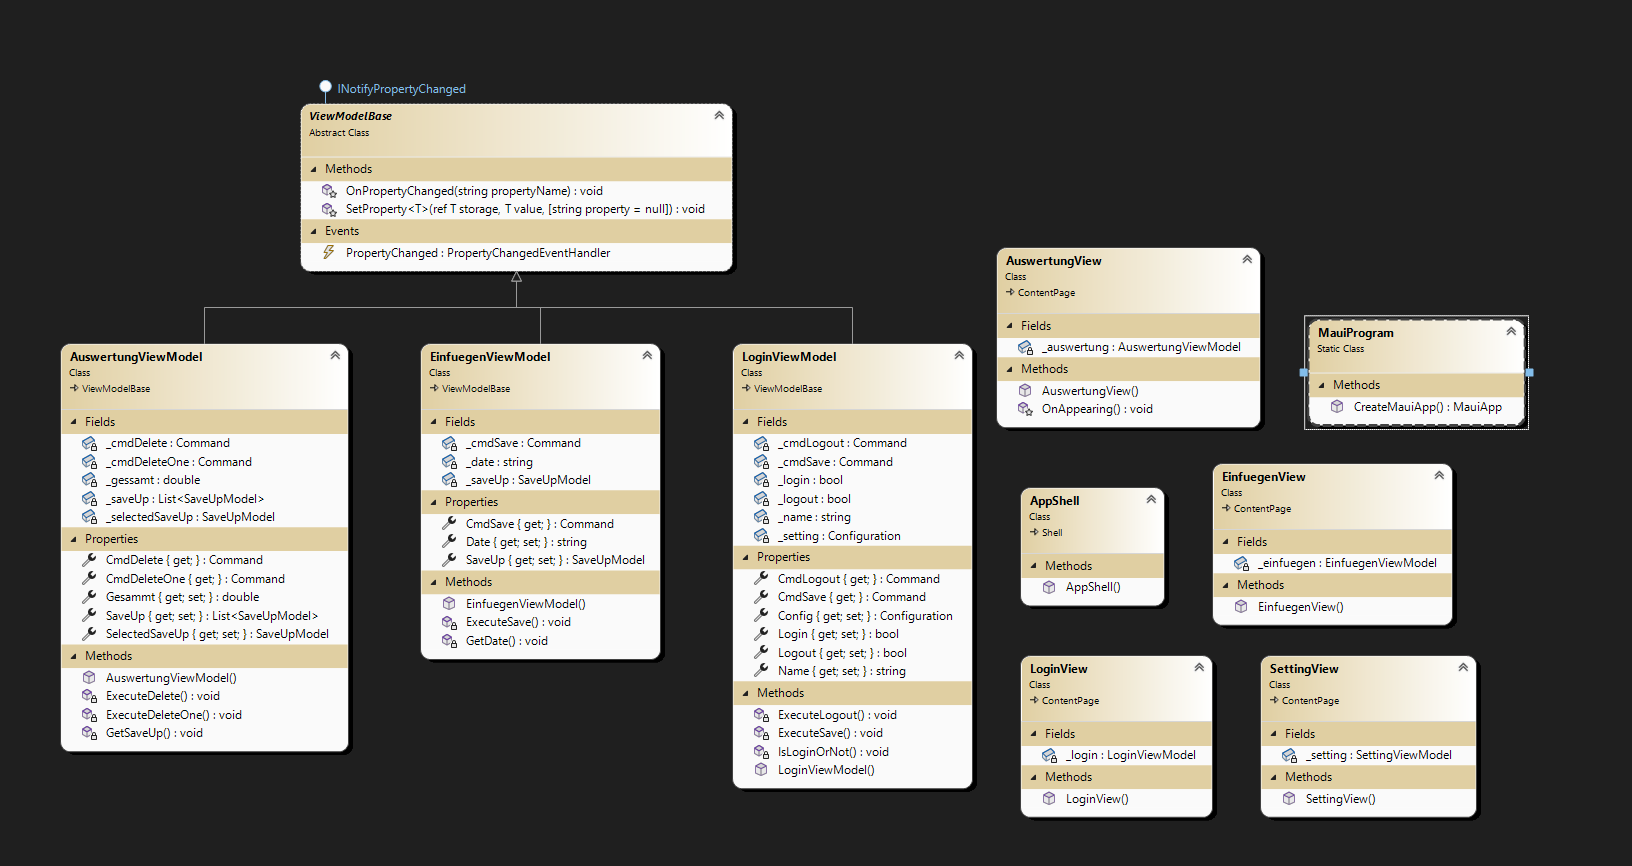 INotifyPropertyChanged
ViewModelBase
Abstract Class
Methods
OnPropertyChanged(string propertyName) : void
SetProperty<T>(ref T storage, T value, [string property = null]) : void
Events
PropertyChanged : PropertyChangedEventHandler
AuswertungViewModel
Class
ViewModelBase
Fields
_cmdDelete : Command
_cmdDeleteOne : Command
_gessamt : double
_saveUp : List<SaveUpModel>
_selectedSaveUp : SaveUpModel
Properties
CmdDelete { get; } : Command
CmdDeleteOne { get; } : Command
Gesammt { get; set; } : double
SaveUp { get; set; } : List<SaveUpModel>
SelectedSaveUp { get; set; } : SaveUpModel
Methods
AuswertungViewModel()
ExecuteDelete() : void
ExecuteDeleteOne() : void
GetSaveUp() : void
EinfuegenViewModel
Class
ViewModelBase
Fields
_cmdSave : Command
_date : string
_saveUp : SaveUpModel
Properties
CmdSave { get; } : Command
Date { get; set; } : string
SaveUp { get; set; } : SaveUpModel
Methods
EinfuegenViewModel()
ExecuteSave() : void
GetDate() : void
LoginViewModel
Class
ViewModelBase
Fields
_cmdLogout : Command
_cmdSave : Command
_login : bool
_logout : bool
_name : string
_setting : Configuration
Properties
CmdLogout { get; } : Command
CmdSave { get; } : Command
Config { get; set; } : Configuration
Login { get; set; } : bool
Logout { get; set; } : bool
Name { get; set; } : string
Methods
ExecuteLogout() : void
ExecuteSave() : void
IsLoginOrNot() : void
LoginViewModel()
AuswertungView
Class
ContentPage
Fields
_auswertung : AuswertungViewModel
Methods
AuswertungView()
OnAppearing() : void
MauiProgram
Static Class
Methods
CreateMauiApp() : MauiApp
AppShell
Class
Shell
Methods
AppShell()
EinfuegenView
Class
ContentPage
Fields
_einfuegen : EinfuegenViewModel
Methods
EinfuegenView()
LoginView
Class
ContentPage
Fields
_login : LoginViewModel
Methods
LoginView()
SettingView
Class
ContentPage
Fields
_setting : SettingViewModel
Methods
SettingView()